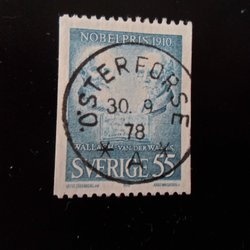 NOBELPRIS 1910
ÖSTERFORSE
30. 9
78
A
WALLACH VAN DER WAALS
SVERIGE 55